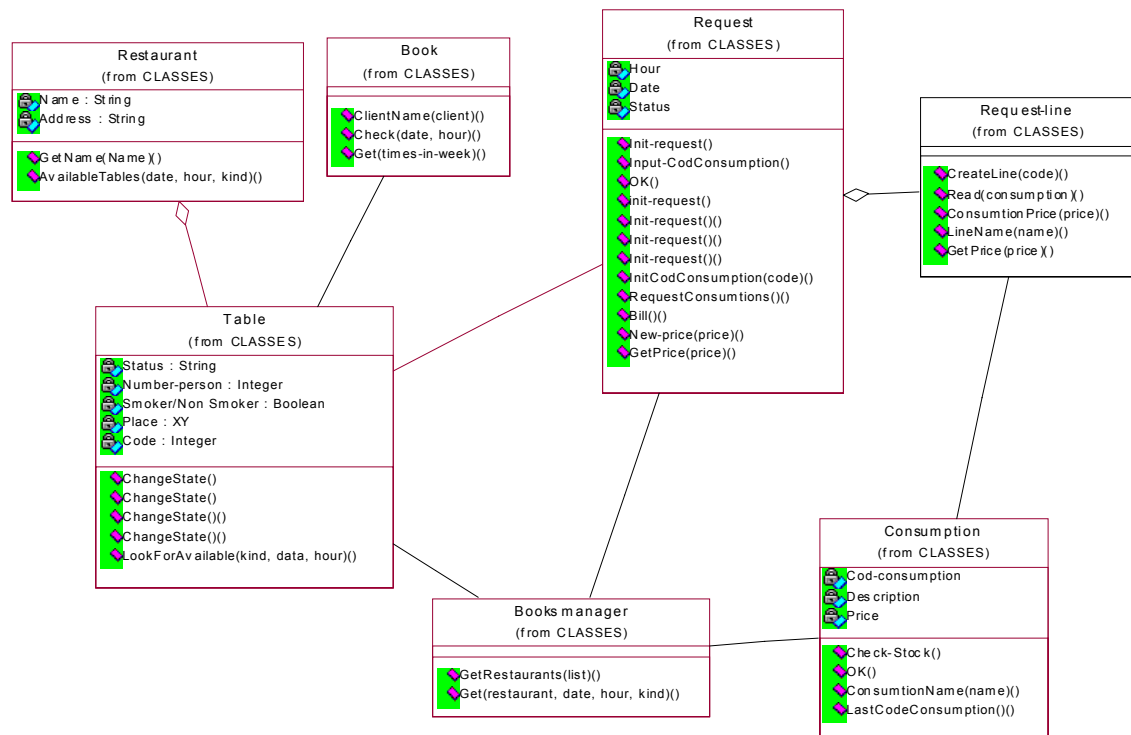 Restaurant
(from CLASSES)
Name : String
Address : String
GetName(Name)()
AvailableTables(date, hour, kind)()
Book
(from CLASSES)
ClientName(client)()
Check(date, hour)()
Get(times-in-week)()
Request
(from CLASSES)
Hour
Date
Status
Init-request()
Input-CodConsumption()
OK()
init-request()
Init-request()()
Init-request()()
Init-request()()
InitCodConsumption(code)()
RequestConsumtions()()
Bill()()
New-price(price)()
GetPrice(price)()
Request-line
(from CLASSES)
CreateLine(code)()
Read(consumption)()
ConsumtionPrice(price)()
LineName(name)()
GetPrice(price)()
Table
(from CLASSES)
Status : String
Number-person : Integer
Smoker/Non Smoker : Boolean
Place : XY
Code : Integer
ChangeState()
ChangeState()
ChangeState()()
ChangeState()()
LookForAvailable(kind, data, hour)()
Books manager
(from CLASSES)
GetRestaurants(list)()
Get(restaurant, date, hour, kind)()
Consumption
(from CLASSES)
Cod-consumption
Description
Price
Check-Stock()
OK()
ConsumtionName(name)()
LastCodeConsumption()()